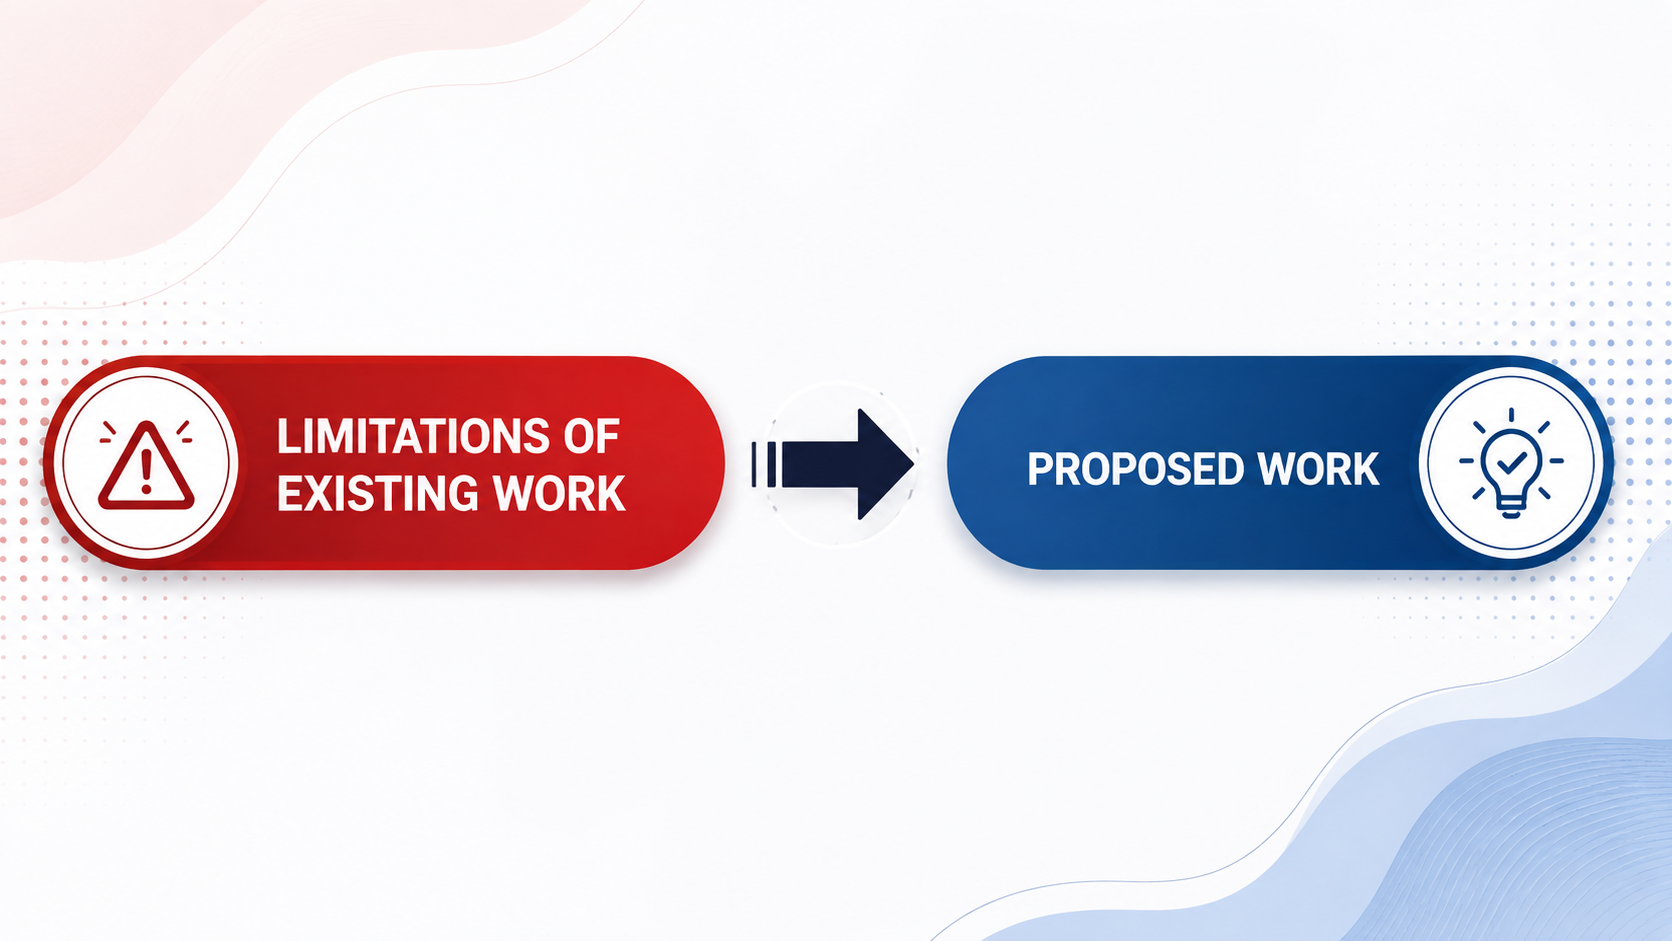 LIMITATIONS OF
EXISTING WORK
PROPOSED WORK